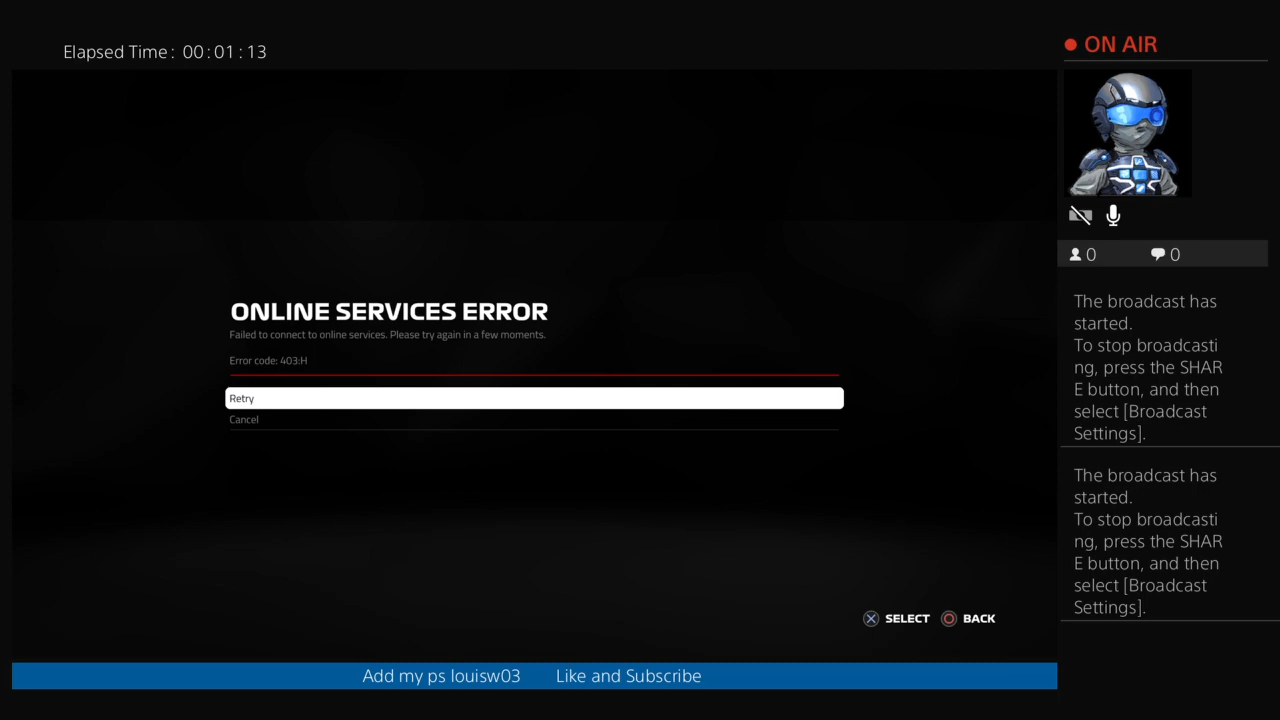 Elapsed Time: 00:01:13
ON AIR
0 0
ONLINE SERVICES ERROR
Failed to connect to online services. Please try again in a few moments.
Error code: 403:H
Retry
Cancel
SELECT BACK
Add my ps louisw03 Like and Subscribe
The broadcast has
started.
To stop broadcasti
ng, press the SHAR
E button, and then
select [Broadcast
Settings].
The broadcast has
started.
To stop broadcasti
ng, press the SHAR
E button, and then
select [Broadcast
Settings].